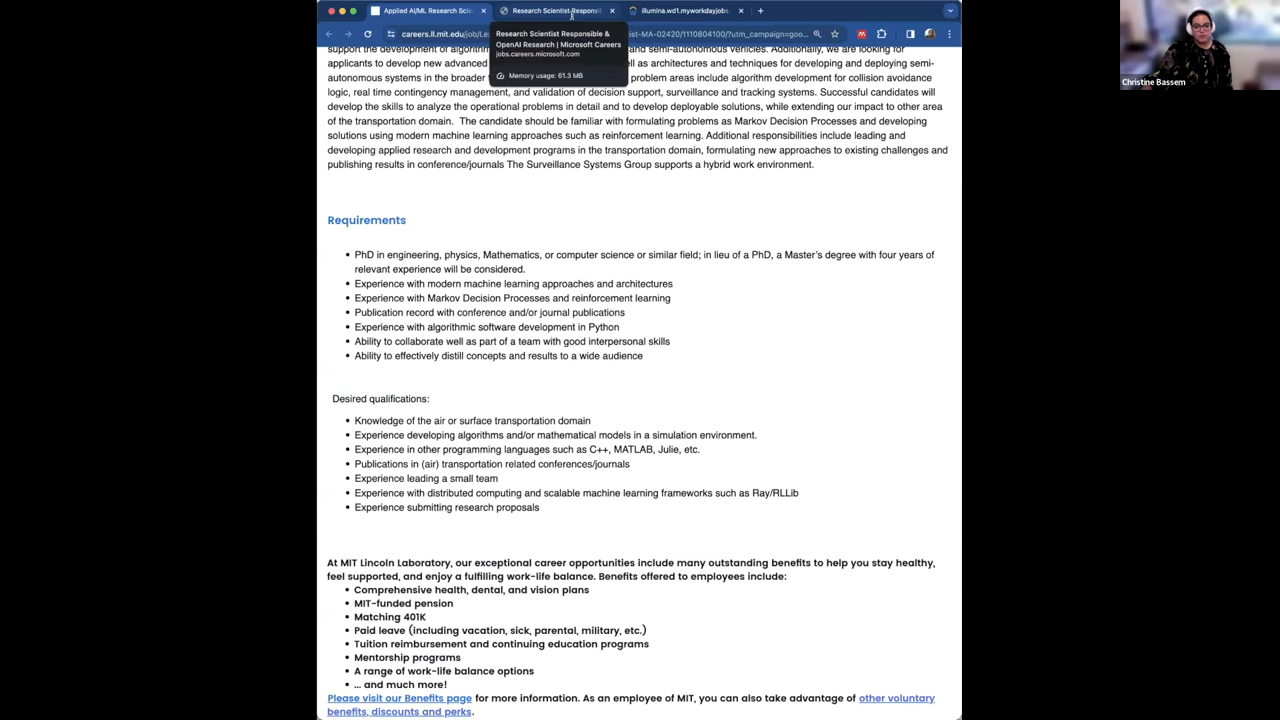 Applied AI/ML Research Scie
Research Scientist Responsi
illumina.wd1.myworkdayjobs
careers.ll.mit.edu/job/Le
ist-MA-02420/1110804100/?utm_campaign=goo...
Research Scientist Responsible &
OpenAI Research | Microsoft Careers
jobs.careers.microsoft.com
Memory usage: 61.3 MB
Christine Bassem
support the development of algorithm and semi-autonomous vehicles. Additionally, we are looking for
applicants to develop new advanced ell as architectures and techniques for developing and deploying semi-
autonomous systems in the broader t problem areas include algorithm development for collision avoidance
logic, real time contingency management, and validation of decision support, surveillance and tracking systems. Successful candidates will
develop the skills to analyze the operational problems in detail and to develop deployable solutions, while extending our impact to other area
of the transportation domain. The candidate should be familiar with formulating problems as Markov Decision Processes and developing
solutions using modern machine learning approaches such as reinforcement learning. Additional responsibilities include leading and
developing applied research and development programs in the transportation domain, formulating new approaches to existing challenges and
publishing results in conference/journals The Surveillance Systems Group supports a hybrid work environment.
Requirements
• PhD in engineering, physics, Mathematics, or computer science or similar field; in lieu of a PhD, a Master's degree with four years of
relevant experience will be considered.
• Experience with modern machine learning approaches and architectures
• Experience with Markov Decision Processes and reinforcement learning
• Publication record with conference and/or journal publications
• Experience with algorithmic software development in Python
• Ability to collaborate well as part of a team with good interpersonal skills
• Ability to effectively distill concepts and results to a wide audience
Desired qualifications:
• Knowledge of the air or surface transportation domain
• Experience developing algorithms and/or mathematical models in a simulation environment.
• Experience in other programming languages such as C++, MATLAB, Julie, etc.
• Publications in (air) transportation related conferences/journals
• Experience leading a small team
• Experience with distributed computing and scalable machine learning frameworks such as Ray/RLLib
• Experience submitting research proposals
At MIT Lincoln Laboratory, our exceptional career opportunities include many outstanding benefits to help you stay healthy,
feel supported, and enjoy a fulfilling work-life balance. Benefits offered to employees include:
• Comprehensive health, dental, and vision plans
• MIT-funded pension
• Matching 401K
• Paid leave (including vacation, sick, parental, military, etc.)
• Tuition reimbursement and continuing education programs
• Mentorship programs
• A range of work-life balance options
• ... and much more!
Please visit our Benefits page for more information. As an employee of MIT, you can also take advantage of other voluntary
benefits, discounts and perks.